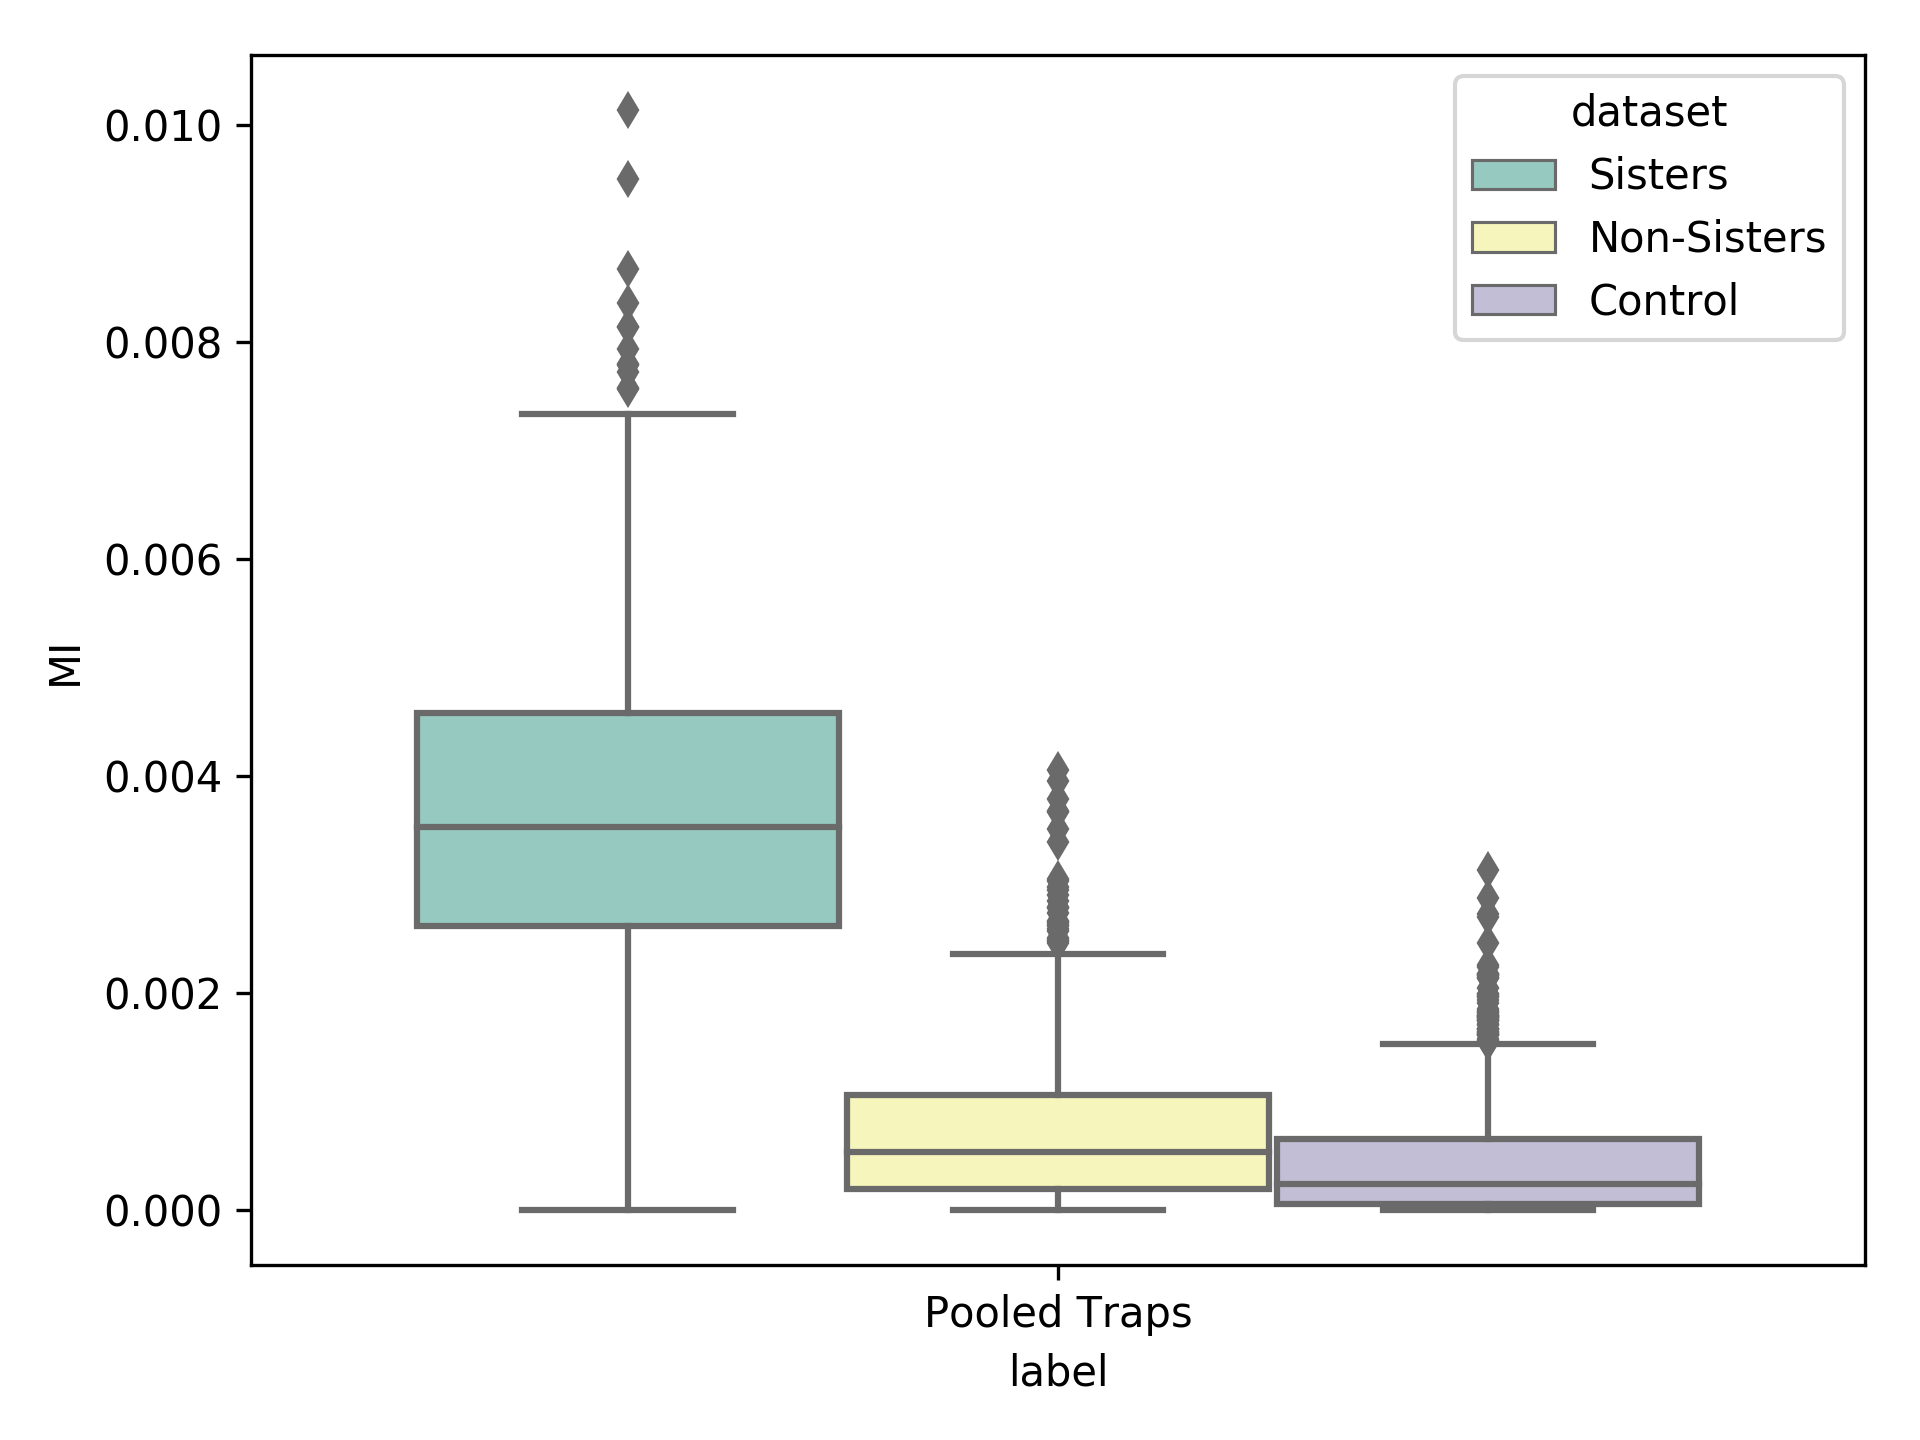 dataset
Sisters
Non-Sisters
Control
0.010
0.008
0.006
0.004
0.002
0.000
MI
Pooled Traps
label